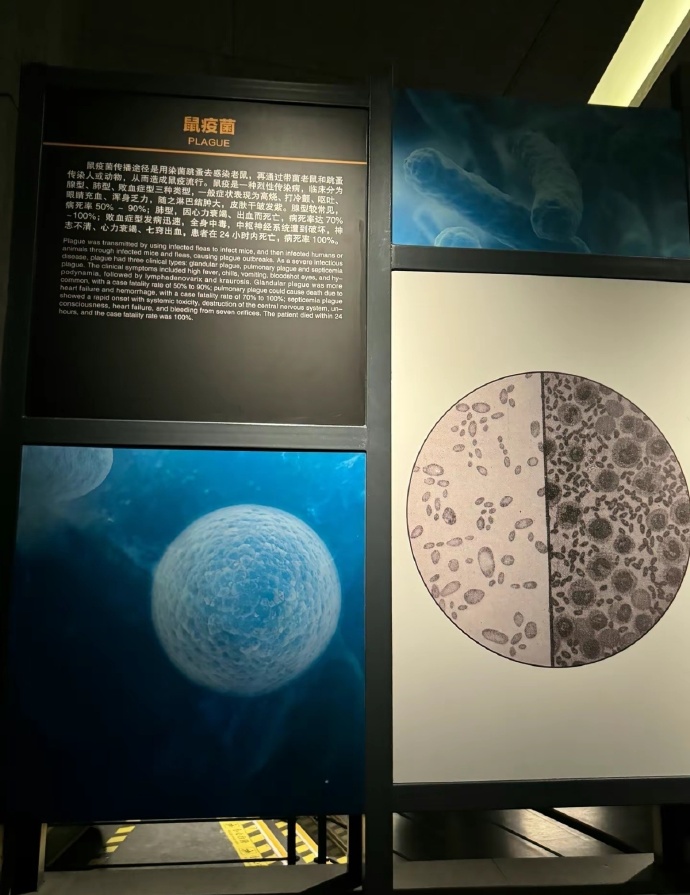 鼠疫菌
PLAGUE
鼠疫菌传播途径是用染菌跳蚤去感染老鼠，再通过带菌老鼠和跳蚤
传染人或动物，从而造成鼠疫流行。鼠疫是一种烈性传染病，临床分为
腺型、肺型、败血症型三种类型，一般症状表现为高烧、打冷颤、呕吐、
眼睛充血、浑身乏力，随之淋巴结肿大，皮肤干皱发紫。腺型较常见，
病死率 50% - 90%；肺型，因心力衰竭、出血而死亡，病死率达 70%
-100%；败血症型发病迅速，全身中毒，中枢神经系统遭到破坏，神
志不清、心力衰竭、七窍出血，患者在 24 小时内死亡，病死率 100%。
Plague was transmitted by using infected fleas to infect mice, and then infected humans or
animals through infected mice and fleas, causing plague outbreaks. As a severe infectious
disease, plague had three clinical types: glandular plague, pulmonary plague and septicemia
plague. The clinical symptoms included high fever, chills, vomiting, bloodshot eyes, and hy-
podynamia, followed by lymphadenovarix and kraurosis. Glandular plague was more
common, with a case fatality rate of 50% to 90%; pulmonary plague could cause death due to
heart failure and hemorrhage, with a case fatality rate of 70% to 100%; septicemia plague
showed a rapid onset with systemic toxicity, destruction of the central nervous system, un-
consciousness, heart failure, and bleeding from seven orifices. The patient died within 24
hours, and the case fatality rate was 100%.